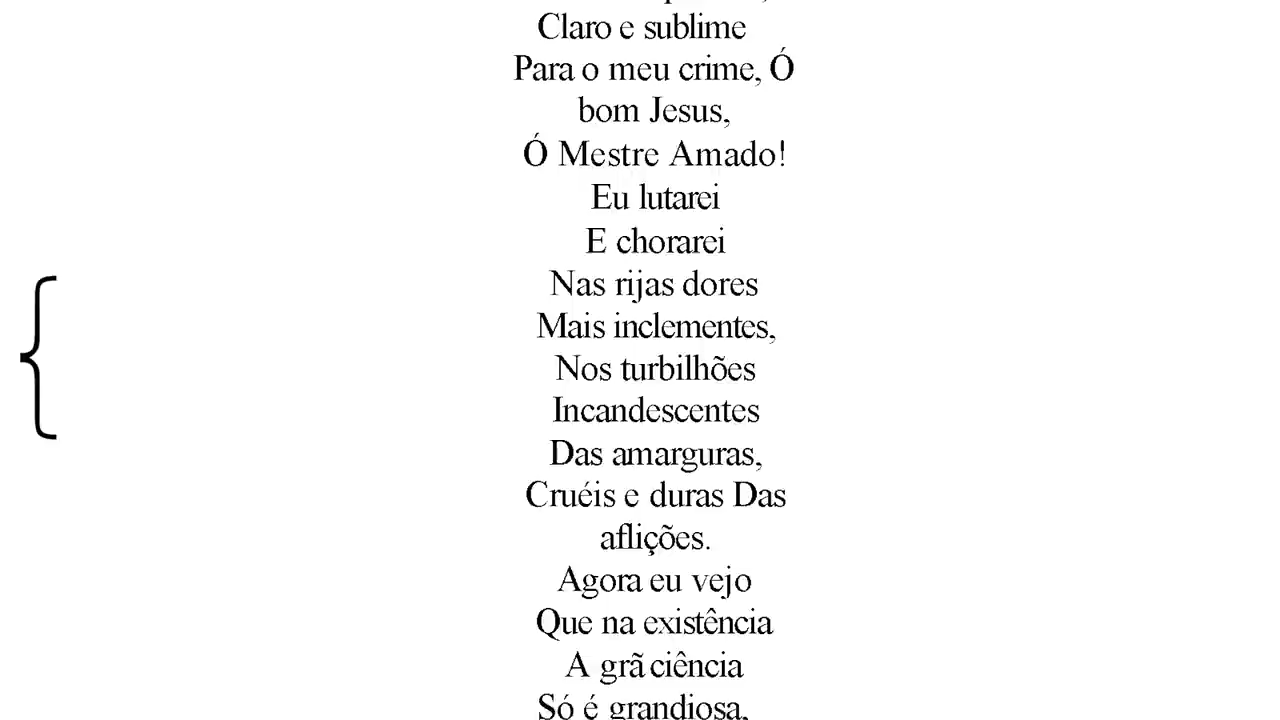 Claro e sublime
Para o meu crime, Ó
bom Jesus,
Ó Mestre Amado!
Eu lutarei
E chorarei
Nas rijas dores
Mais inclementes,
Nos turbilhões
Incandescentes
Das amarguras,
Cruéis e duras Das
aflições.
Agora eu vejo
Que na existência
A grã ciência
Só é grandiosa,